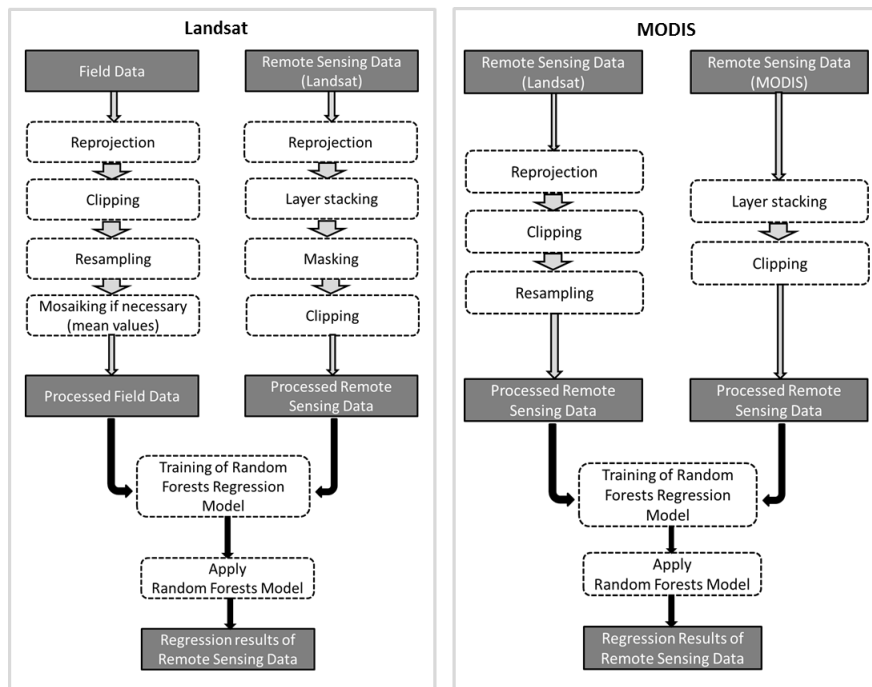 Landsat
Field Data
Remote Sensing Data
(Landsat)
Reprojection
Clipping
Resampling
Mosaiking if necessary
(mean values)
Processed Field Data
Reprojection
Layer stacking
Masking
Clipping
Processed Remote
Sensing Data
Training of Random
Forests Regression
Model
Apply
Random Forests Model
Regression results of
Remote Sensing Data
MODIS
Remote Sensing Data
(Landsat)
Remote Sensing Data
(MODIS)
Reprojection
Clipping
Resampling
Processed Remote
Sensing Data
Layer stacking
Clipping
Processed Remote
Sensing Data
Training of Random
Forests Regression
Model
Apply
Random Forests Model
Regression Results of
Remote Sensing Data